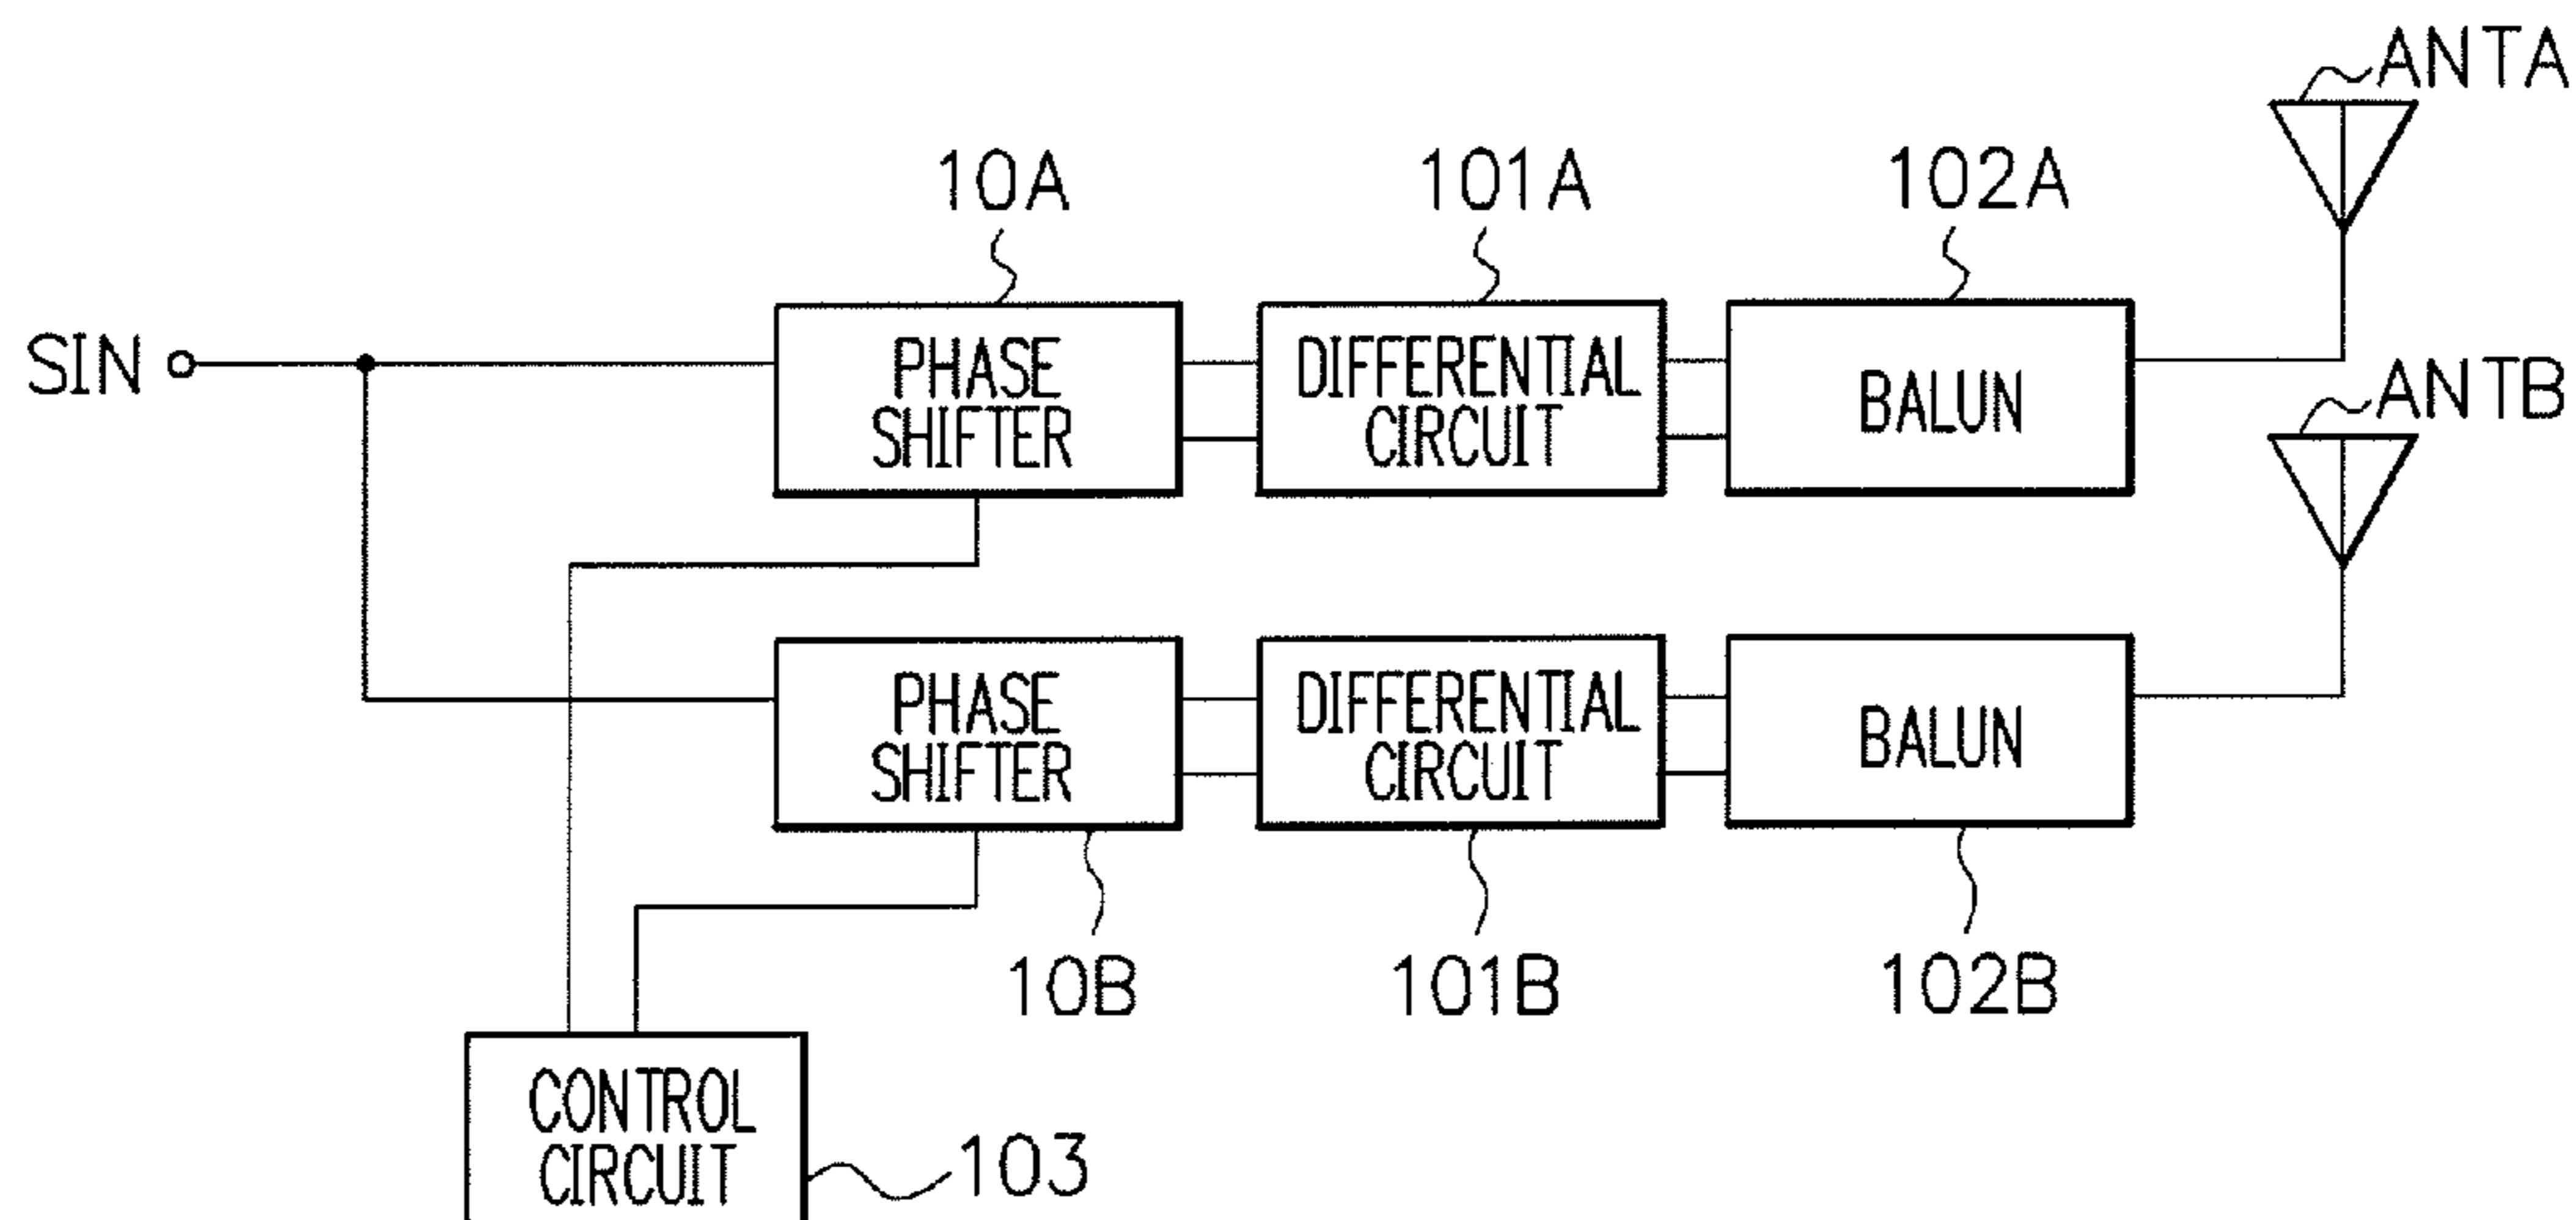 ANTA
10A
101A
102A
SIN
PHASE
SHIFTER
DIFFERENTIAL
CIRCUIT
BALUN
ANTB
PHASE
SHIFTER
DIFFERENTIAL
CIRCUIT
BALUN
10B
101B
102B
CONTROL
CIRCUIT
103